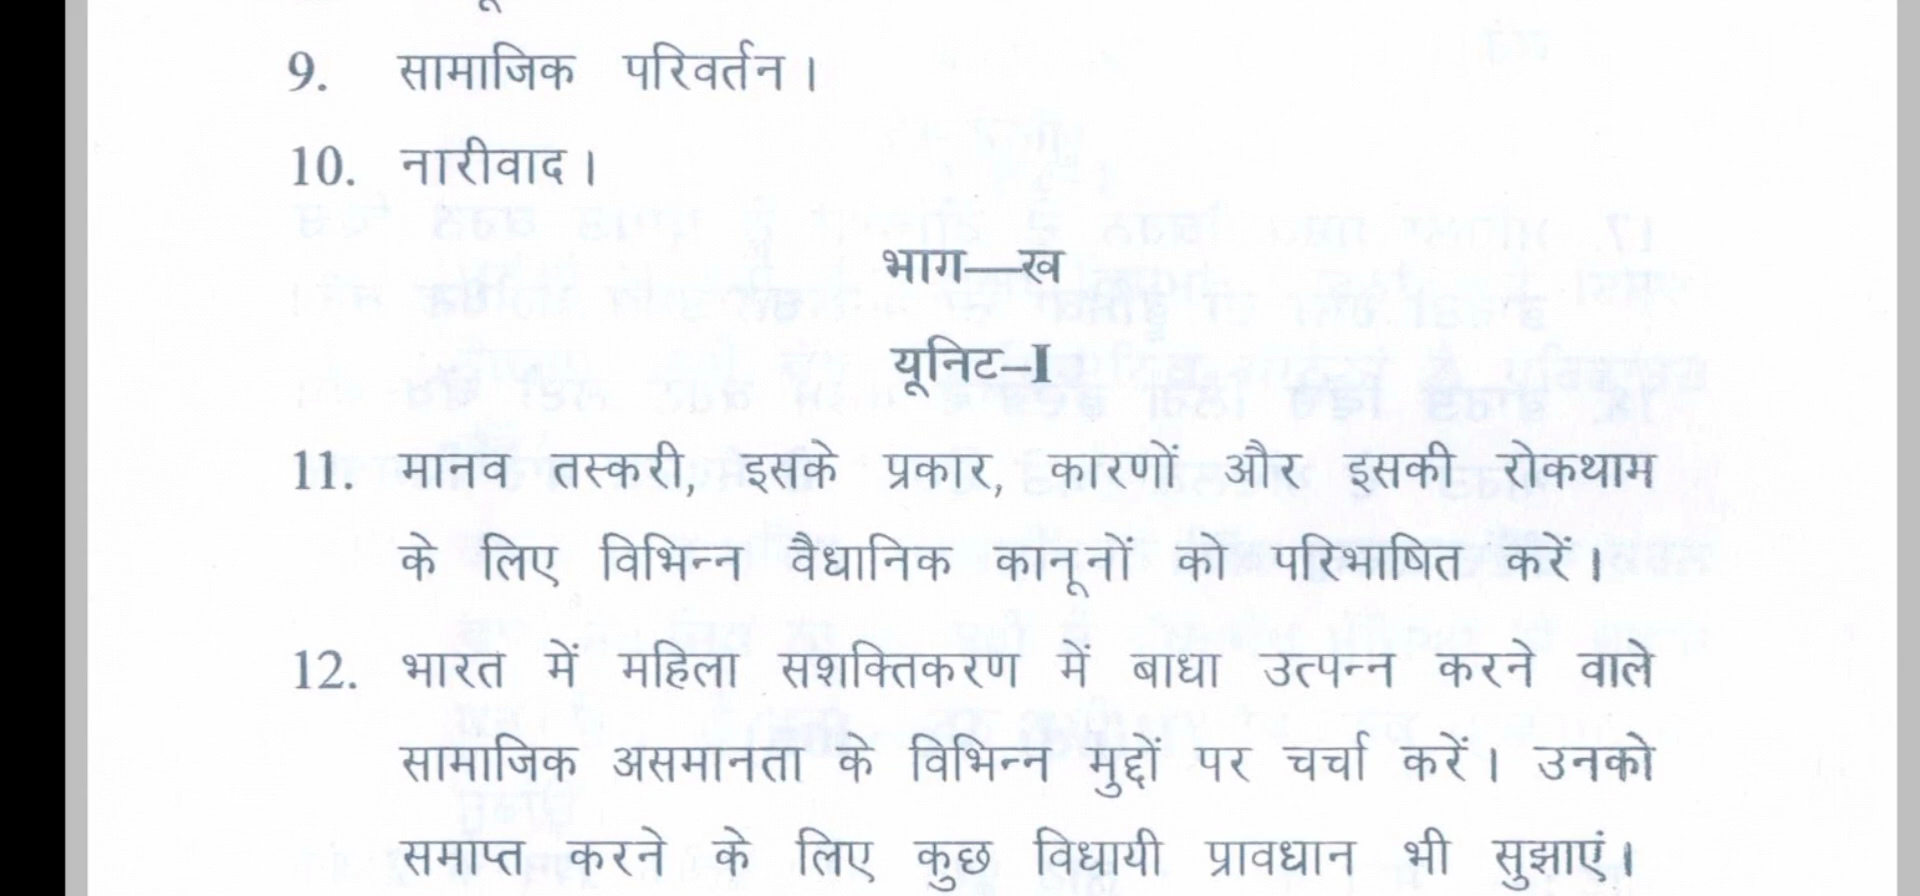 9. सामाजिक परिवर्तन।
10. नारीवाद।
भाग—ख
यूनिट–I
11. मानव तस्करी, इसके प्रकार, कारणों और इसकी रोकथाम
के लिए विभिन्न वैधानिक कानूनों को परिभाषित करें।
12. भारत में महिला सशक्तिकरण में बाधा उत्पन्न करने वाले
सामाजिक असमानता के विभिन्न मुद्दों पर चर्चा करें। उनको
समाप्त करने के लिए कुछ विधायी प्रावधान भी सुझाएं।